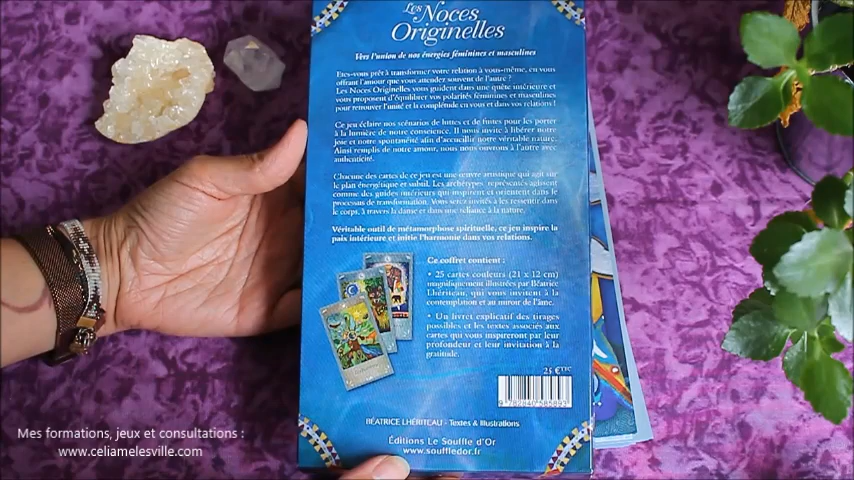 Les Noces
Originelles
Vers l'union de nos énergies féminines et masculines
Etes-vous prêt à transformer votre relation à vous-même, en vous
offrant l'amour que vous attendez souvent de l'autre ?
Les Noces Originelles vous guident dans une quête intérieure et
vous proposent d'équilibrer vos polarités féminines et masculines
pour retrouver l'unité et la complétude en vous et dans vos relations !
Ce jeu éclaire nos scénarios de luttes et de fuites pour les porter
à la lumière de notre conscience. Il nous invite à libérer notre
joie et notre spontanéité afin d'accueillir notre véritable nature.
Ainsi remplis de notre amour, nous nous ouvrons à l'autre avec
authenticité.
Chacune des cartes de ce jeu est une œuvre artistique qui agit sur
le plan énergétique et subtil. Les archétypes représentés agissent
comme des guides intérieurs qui inspirent et orientent dans le
processus de transformation. Vous serez invités à les ressentir dans
le corps, à travers la danse et dans une reliance à la nature.
Véritable outil de métamorphose spirituelle, ce jeu inspire la
paix intérieure et initie l'harmonie dans vos relations.
Ce coffret contient :
• 25 cartes couleurs (21 x 12 cm)
magnifiquement illustrées par Béatrice
Lhériteau, qui vous invitent à la
contemplation et au miroir de l'âme.
• Un livret explicatif des tirages
possibles et les textes associés aux
cartes qui vous inspireront par leur
profondeur et leur invitation à la
gratitude.
25 € TTC
9 782840 585893
BÉATRICE LHÉRITEAU - Textes & Illustrations
Éditions Le Souffle d'Or
www.souffledor.fr
Mes formations, jeux et consultations :
www.celiamelesville.com